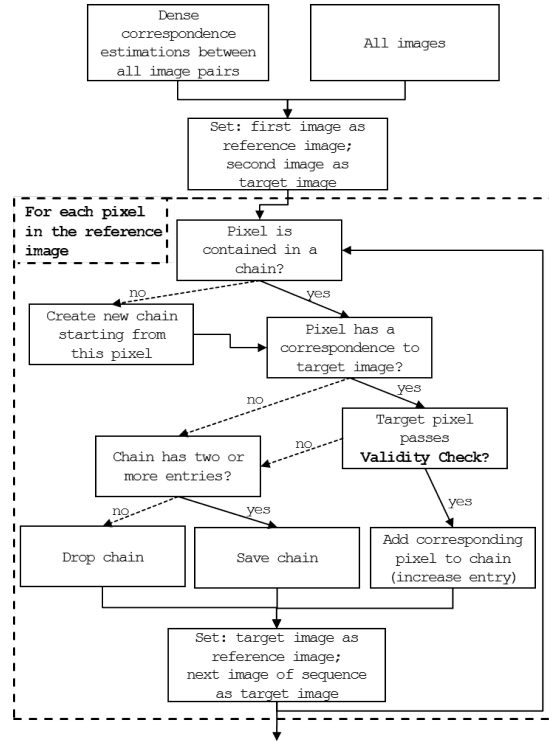 Dense
correspondence
estimations between
all image pairs
All images
Set: first image as
reference image;
second image as
target image
For each pixel
in the reference
image
Pixel is
contained in a
chain?
no
yes
Create new chain
starting from
this pixel
Pixel has a
correspondence to
target image?
no
yes
Chain has two or
more entries?
no
Target pixel
passes
Validity Check?
no
yes
yes
Drop chain
Save chain
Add corresponding
pixel to chain
(increase entry)
Set: target image as
reference image;
next image of sequence
as target image